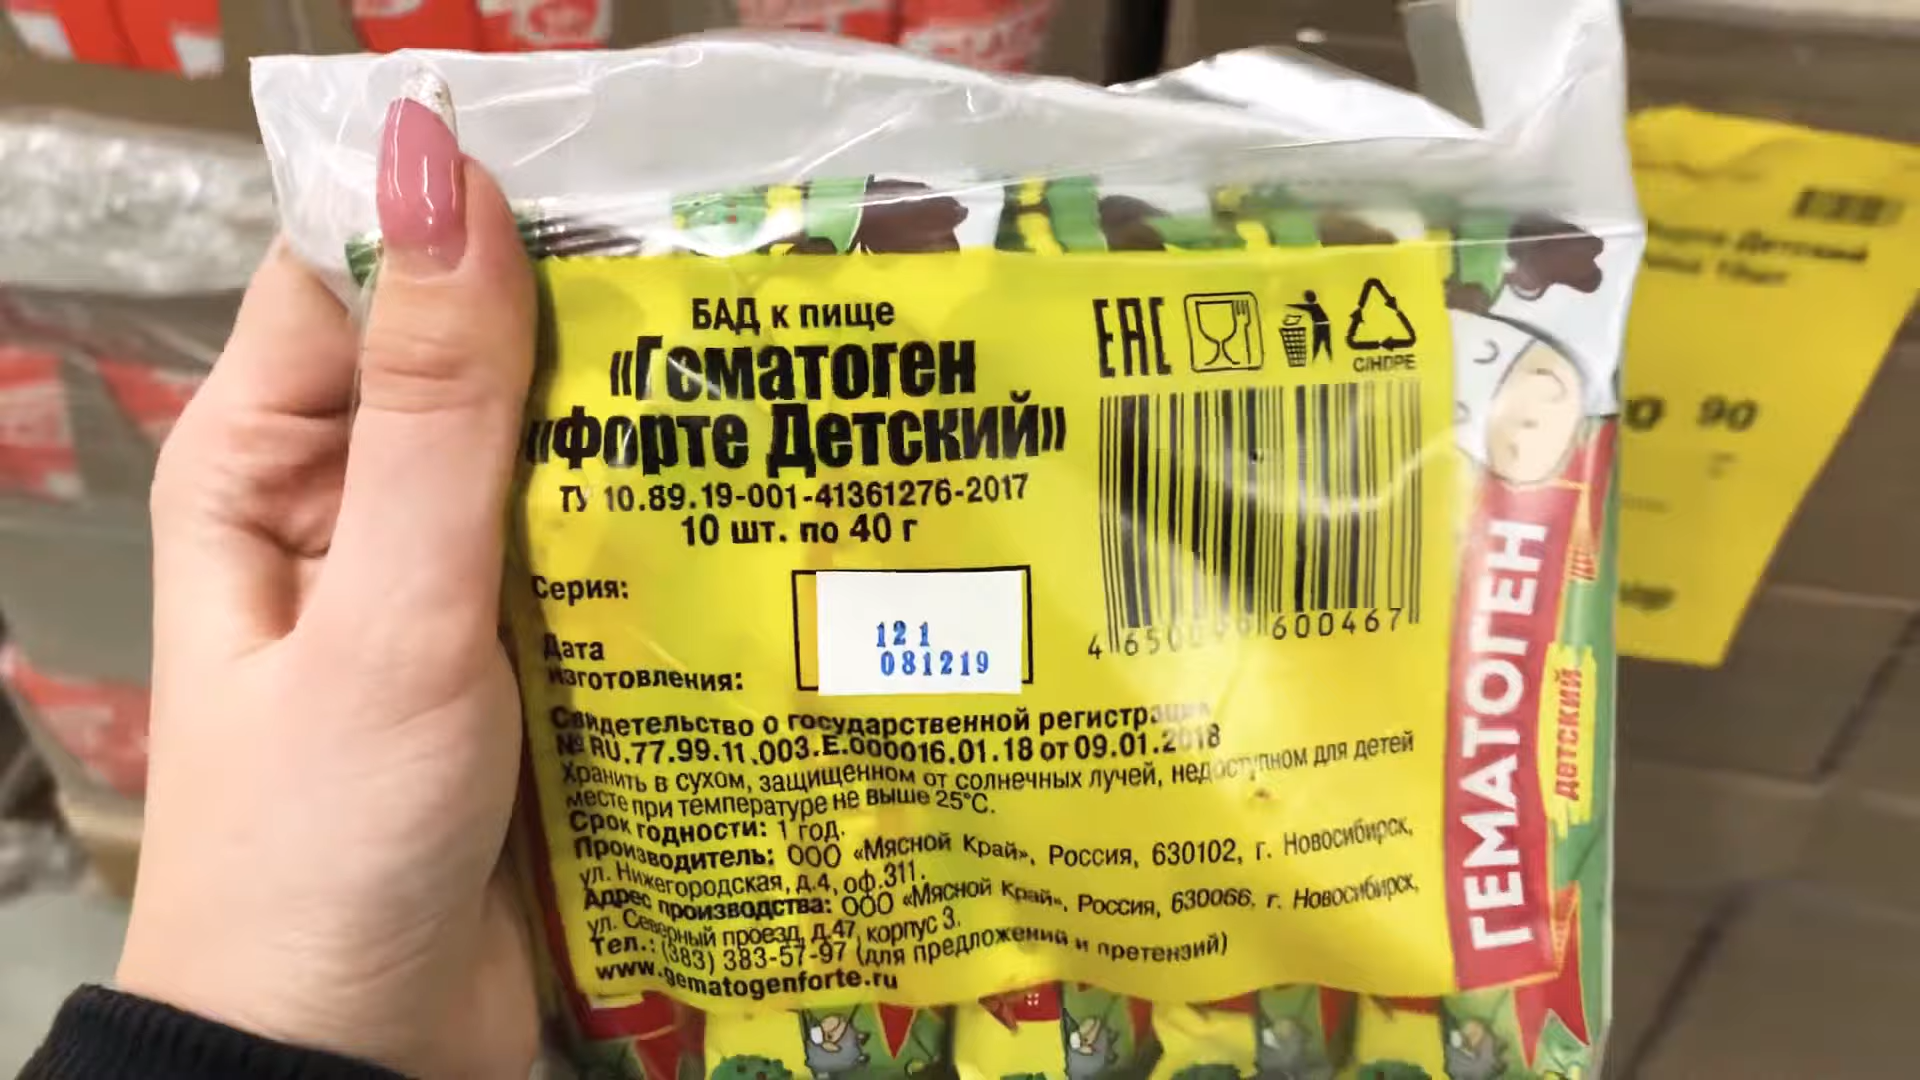 БАД к пище
«Гематоген
«Форте Детский»
ТУ 10.89.19-001-41361276-2017
10 шт. по 40 г
EAC
C/HDPE
Серия:
121
Дата
изготовления:
081219
600467
Свидетельство о государственной регистрации
№ RU.77.99.11.003.Е.000016.01.18 от 09.01.2018
Хранить в сухом, защищенном от солнечных лучей, недоступном для детей
месте при температуре не выше 25°С.
Срок годности: 1 год.
Производитель: ООО «Мясной Край», Россия, 630102, г. Новосибирск,
ул. Нижегородская, д.4, оф.311.
Адрес производства: ООО «Мясной Край», Россия, 630066, г. Новосибирск,
ул. Северный проезд, д.47, корпус 3.
Тел.: (383) 383-57-97 (для предложений и претензий)
www.gematogenforte.ru
ГЕМАТОГЕН
ДЕТСКИЙ
Детский
90